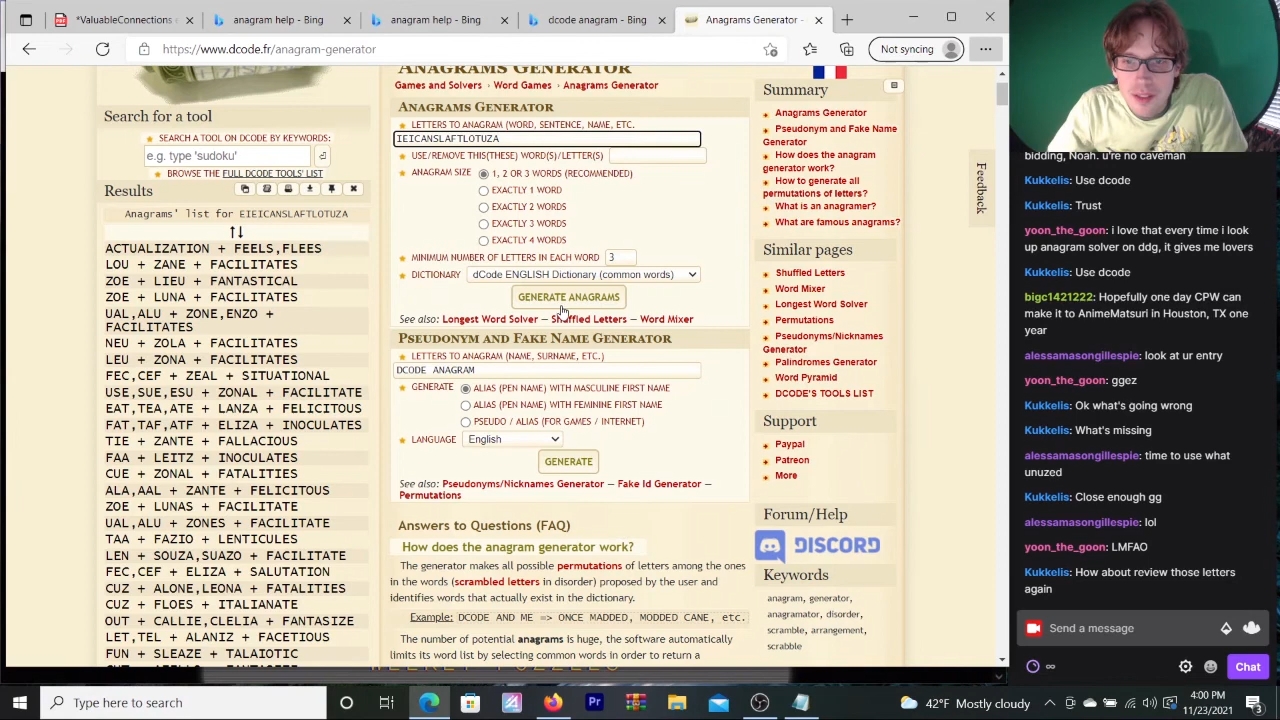 *ValuableConnections -
dCode - Bing
dCode - Bing
Anagrams Generator - Online
https://www.dcode.fr/anagram-generator
Not syncing
Search for a tool
SEARCH A TOOL ON DCODE BY KEYWORDS:
e.g. type 'sudoku'
BROWSE THE FULL DCODE TOOLS' LIST
Results
Anagrams' list for EIEICANSLAFTLOTUZA
↑↓
ACTUALIZATION + FEELS,FLEES
LOU + ZANE + FACILITATES
ZOE + LIEU + FANTASTICAL
ZOE + LUNA + FACILITATES
UAL,ALU + ZONE,ENZO +
FACILITATES
NEU + ZOLA + FACILITATES
LEU + ZONA + FACILITATES
FEC,CEF + ZEAL + SITUATIONAL
USE,SUE,ESU + ZONAL + FACILITATE
EAT,TEA,ATE + LANZA + FELICITOUS
FAT,TAF,ATF + ELIZA + INOCULATES
TIE + ZANTE + FALLACIOUS
FAA + LEITZ + INOCULATES
CUE + ZONAL + FATALITIES
ALA,AAL + ZANTE + FELICITOUS
ZOE + LUNAS + FACILITATE
UAL,ALU + ZONES + FACILITATE
TAA + FAZIO + LENTICULES
LEN + SOUZA,SUAZO + FACILITATE
FEC,CEF + ELIZA + SALUTATION
CUZ + ALONE,LEONA + FATALITIES
CUZ + FLOES + ITALIANATE
OUT + CALLIE,CLELIA + FANTASIZE
LET,TEL + ALANIZ + FACETIOUS
FUN + SLEAZE + TALAIOTIC
ANAGRAMS GENERATOR
Games and Solvers › Word Games › Anagrams Generator
ANAGRAMS GENERATOR
LETTERS TO ANAGRAM (WORD, SENTENCE, NAME, ETC.
IEICANSLAFTLOTUZA
USE/REMOVE THIS(THESE) WORD(S)/LETTER(S)
ANAGRAM SIZE 1, 2 OR 3 WORDS (RECOMMENDED)
EXACTLY 1 WORD
EXACTLY 2 WORDS
EXACTLY 3 WORDS
EXACTLY 4 WORDS
MINIMUM NUMBER OF LETTERS IN EACH WORD 3
DICTIONARY dCode ENGLISH Dictionary (common words)
GENERATE ANAGRAMS
See also: Longest Word Solver — Shuffled Letters — Word Mixer
PSEUDONYM AND FAKE NAME GENERATOR
LETTERS TO ANAGRAM (NAME, SURNAME, ETC.)
DCODE ANAGRAM
GENERATE ALIAS (PEN NAME) WITH MASCULINE FIRST NAME
ALIAS (PEN NAME) WITH FEMININE FIRST NAME
PSEUDO / ALIAS (FOR GAMES / INTERNET)
LANGUAGE English
GENERATE
See also: Pseudonyms/Nicknames Generator — Fake Id Generator —
Permutations
Answers to Questions (FAQ)
How does the anagram generator work?
The generator makes all possible permutations of letters among the ones
in the words (scrambled letters in disorder) proposed by the user and
identifies words that actually exist in the dictionary.
Example: DCODE AND ME => ONCE MADDED, MODDED CANE, etc.
The number of potential anagrams is huge, the software automatically
limits its word list by selecting common words in order to return a
Summary
Anagrams Generator
Pseudonym and Fake Name
Generator
How does the anagram
generator work?
How to generate all
permutations of letters?
What is an anagramer?
What are famous anagrams?
Similar pages
Shuffled Letters
Word Mixer
Longest Word Solver
Permutations
Pseudonyms/Nicknames
Generator
Palindromes Generator
Word Pyramid
DCODE'S TOOLS LIST
Support
Paypal
Patreon
More
Forum/Help
DISCORD
Keywords
anagram, generator,
anagramator, disorder,
scramble, arrangement,
scrabble
Feedback
bidding, Noah. u're no caveman
Kukkelis: Use dcode
Kukkelis: Trust
yoon_the_goon: i love that every time i look
up anagram solver on ddg, it gives me lovers
Kukkelis: Use dcode
bigc1421222: Hopefully one day CPW can
make it to AnimeMatsuri in Houston, TX one
year
alessamasongillespie: look at ur entry
yoon_the_goon: ggez
Kukkelis: Ok what's going wrong
Kukkelis: What's missing
alessamasongillespie: time to use what
unuzed
Kukkelis: Close enough gg
alessamasongillespie: lol
yoon_the_goon: LMFAO
Kukkelis: How about review those letters
again
Send a message
∞
Chat
Type here to search
42°F Mostly cloudy
4:00 PM
11/23/2021